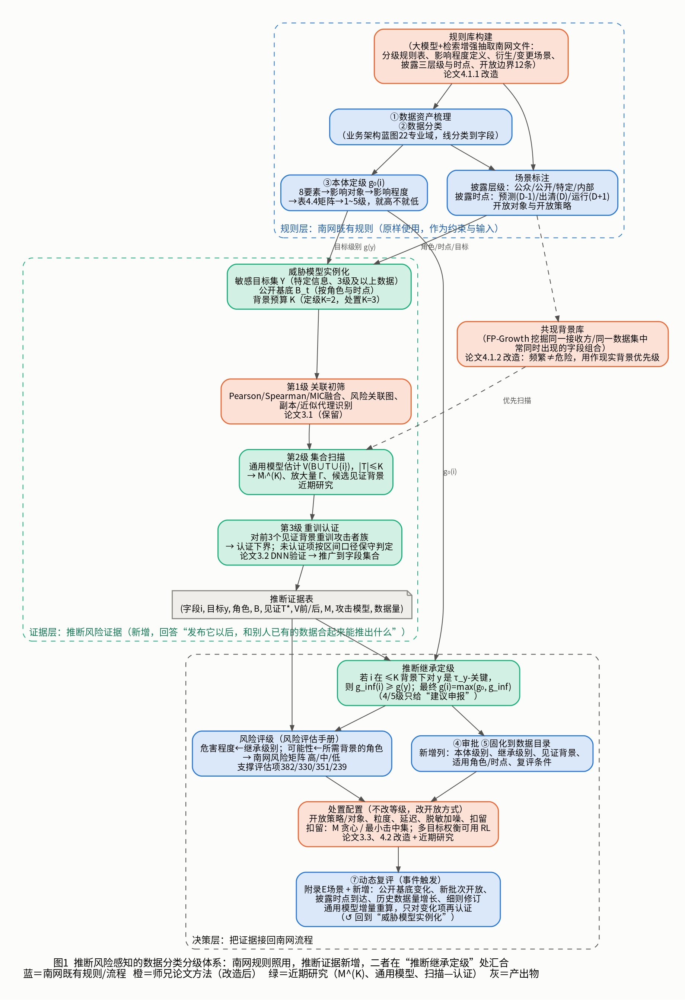 规则库构建
（大模型+检索增强抽取南网文件：
分级规则表、影响程度定义、衍生/变更场景、
披露三层级与时点、开放边界12条）
论文4.1.1 改造
①数据资产梳理
②数据分类
（业务架构蓝图22专业域，线分类到字段）
③本体定级 g₀(i)
8要素→影响对象→影响程度
→表4.4矩阵→1~5级，就高不就低
场景标注
披露层级：公众/公开/特定/内部
披露时点：预测(D-1)/出清(D)/运行(D+1)
开放对象与开放策略
规则层：南网既有规则（原样使用，作为约束与输入）
目标级别 g(y)
角色/时点/目标
威胁模型实例化
敏感目标集 Y（特定信息、3级及以上数据）
公开基底 B_t（按角色与时点）
背景预算 K（定级K=2，处置K=3）
共现背景库
（FP-Growth 挖掘同一接收方/同一数据集中
常同时出现的字段组合）
论文4.1.2 改造：频繁≠危险，用作现实背景优先级
第1级 关联初筛
Pearson/Spearman/MIC融合、风险关联图、
副本/近似代理识别
论文3.1（保留）
优先扫描
第2级 集合扫描
通用模型估计 V(B∪T∪{i})，|T|≤K
→ M̂ᵢ^(K)、放大量 Γ、候选见证背景
近期研究
g₀(i)
第3级 重训认证
对前3个见证背景重训攻击者族
→ 认证下界；未认证项按区间口径保守判定
论文3.2 DNN验证 → 推广到字段集合
推断证据表
(字段i, 目标y, 角色, B, 见证T*, V前/后, M, 攻击模型, 数据量)
证据层：推断风险证据（新增，回答“发布它以后，和别人已有的数据合起来能推出什么”）
推断继承定级
若 i 在 ≤K 背景下对 y 是 τ_y-关键，
则 g_inf(i) ≥ g(y)；最终 g(i)=max(g₀, g_inf)
（4/5级只给“建议申报”）
风险评级（风险评估手册）
危害程度←继承级别；可能性←所需背景的角色
→ 南网风险矩阵 高/中/低
支撑评估项382/330/351/239
④审批 ⑤固化到数据目录
新增列：本体级别、继承级别、见证背景、
适用角色/时点、复评条件
处置配置（不改等级，改开放方式）
开放策略/对象、粒度、延迟、脱敏加噪、扣留
扣留：M 贪心 / 最小击中集；多目标权衡可用 RL
论文3.3、4.2 改造 + 近期研究
⑦动态复评（事件触发）
附录E场景 + 新增：公开基底变化、新批次开放、
披露时点到达、历史数据量增长、细则修订
通用模型增量重算，只对变化项再认证
（↺ 回到“威胁模型实例化”）
决策层：把证据接回南网流程
图1 推断风险感知的数据分类分级体系：南网规则照用，推断证据新增，二者在“推断继承定级”处汇合
蓝＝南网既有规则/流程 橙＝师兄论文方法（改造后） 绿＝近期研究（M^(K)、通用模型、扫描—认证） 灰＝产出物